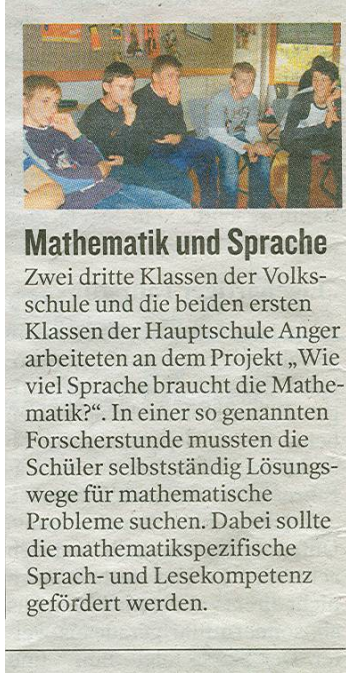 Mathematik und Sprache
Zwei dritte Klassen der Volks-
schule und die beiden ersten
Klassen der Hauptschule Anger
arbeiteten an dem Projekt „Wie
viel Sprache braucht die Mathe-
matik?“. In einer so genannten
Forscherstunde mussten die
Schüler selbstständig Lösungs-
wege für mathematische
Probleme suchen. Dabei sollte
die mathematikspezifische
Sprach- und Lesekompetenz
gefördert werden.